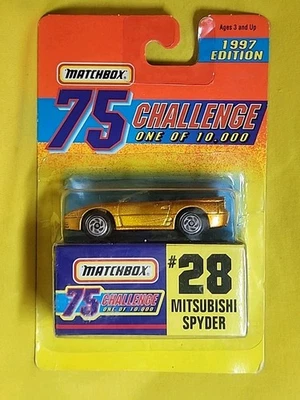 Ages 3 and Up
1997
EDITION
MATCHBOX
75 CHALLENGE
ONE OF 10,000
MATCHBOX
75 CHALLENGE
ONE OF 10,000
#28
MITSUBISHI
SPYDER